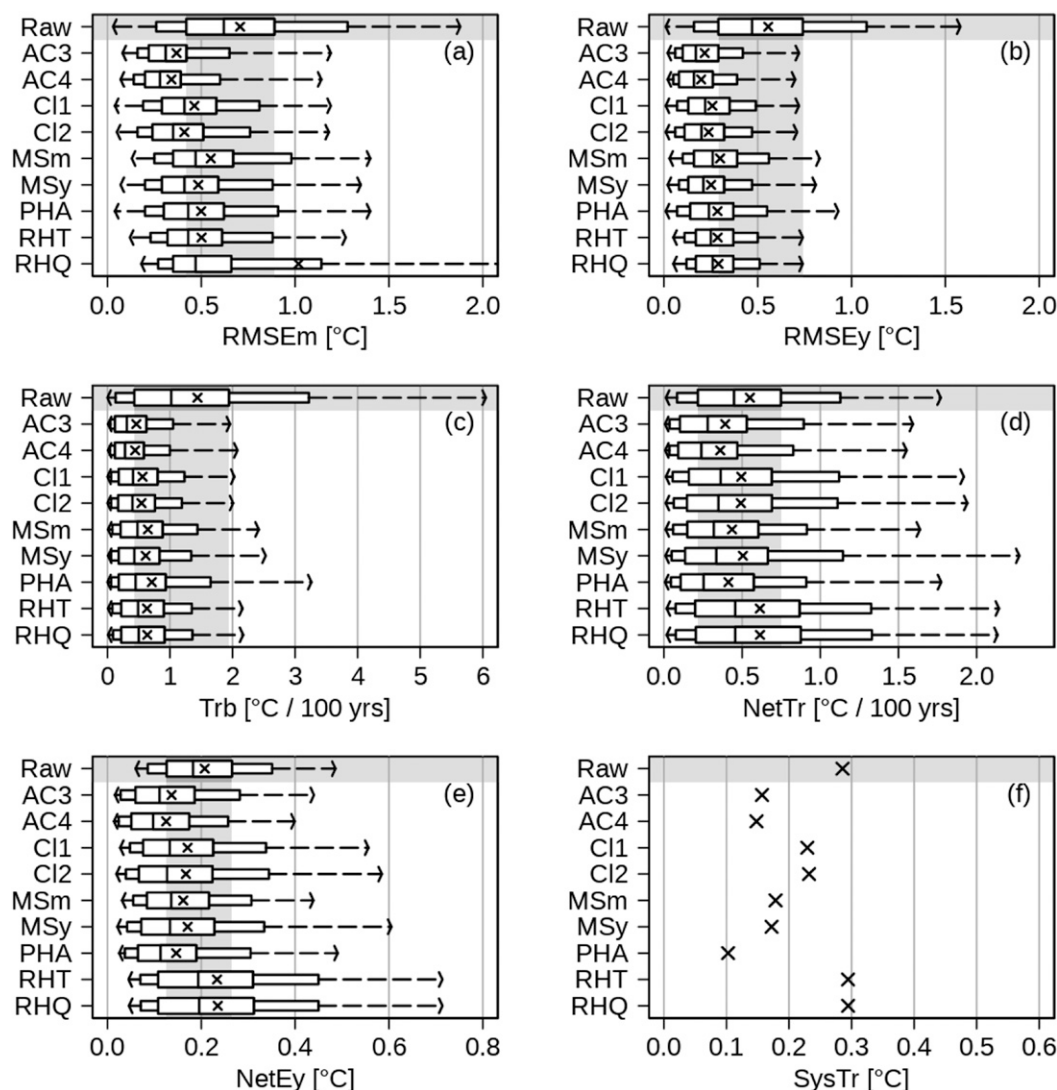 Raw
AC3
AC4
Cl1
Cl2
MSm
MSy
PHA
RHT
RHQ
(a)
0.0 0.5 1.0 1.5 2.0
RMSEm [°C]
Raw
AC3
AC4
Cl1
Cl2
MSm
MSy
PHA
RHT
RHQ
(b)
0.0 0.5 1.0 1.5 2.0
RMSEy [°C]
Raw
AC3
AC4
Cl1
Cl2
MSm
MSy
PHA
RHT
RHQ
(c)
0 1 2 3 4 5 6
Trb [°C / 100 yrs]
Raw
AC3
AC4
Cl1
Cl2
MSm
MSy
PHA
RHT
RHQ
(d)
0.0 0.5 1.0 1.5 2.0
NetTr [°C / 100 yrs]
Raw
AC3
AC4
Cl1
Cl2
MSm
MSy
PHA
RHT
RHQ
(e)
0.0 0.2 0.4 0.6 0.8
NetEy [°C]
Raw
AC3
AC4
Cl1
Cl2
MSm
MSy
PHA
RHT
RHQ
(f)
0.0 0.1 0.2 0.3 0.4 0.5 0.6
SysTr [°C]